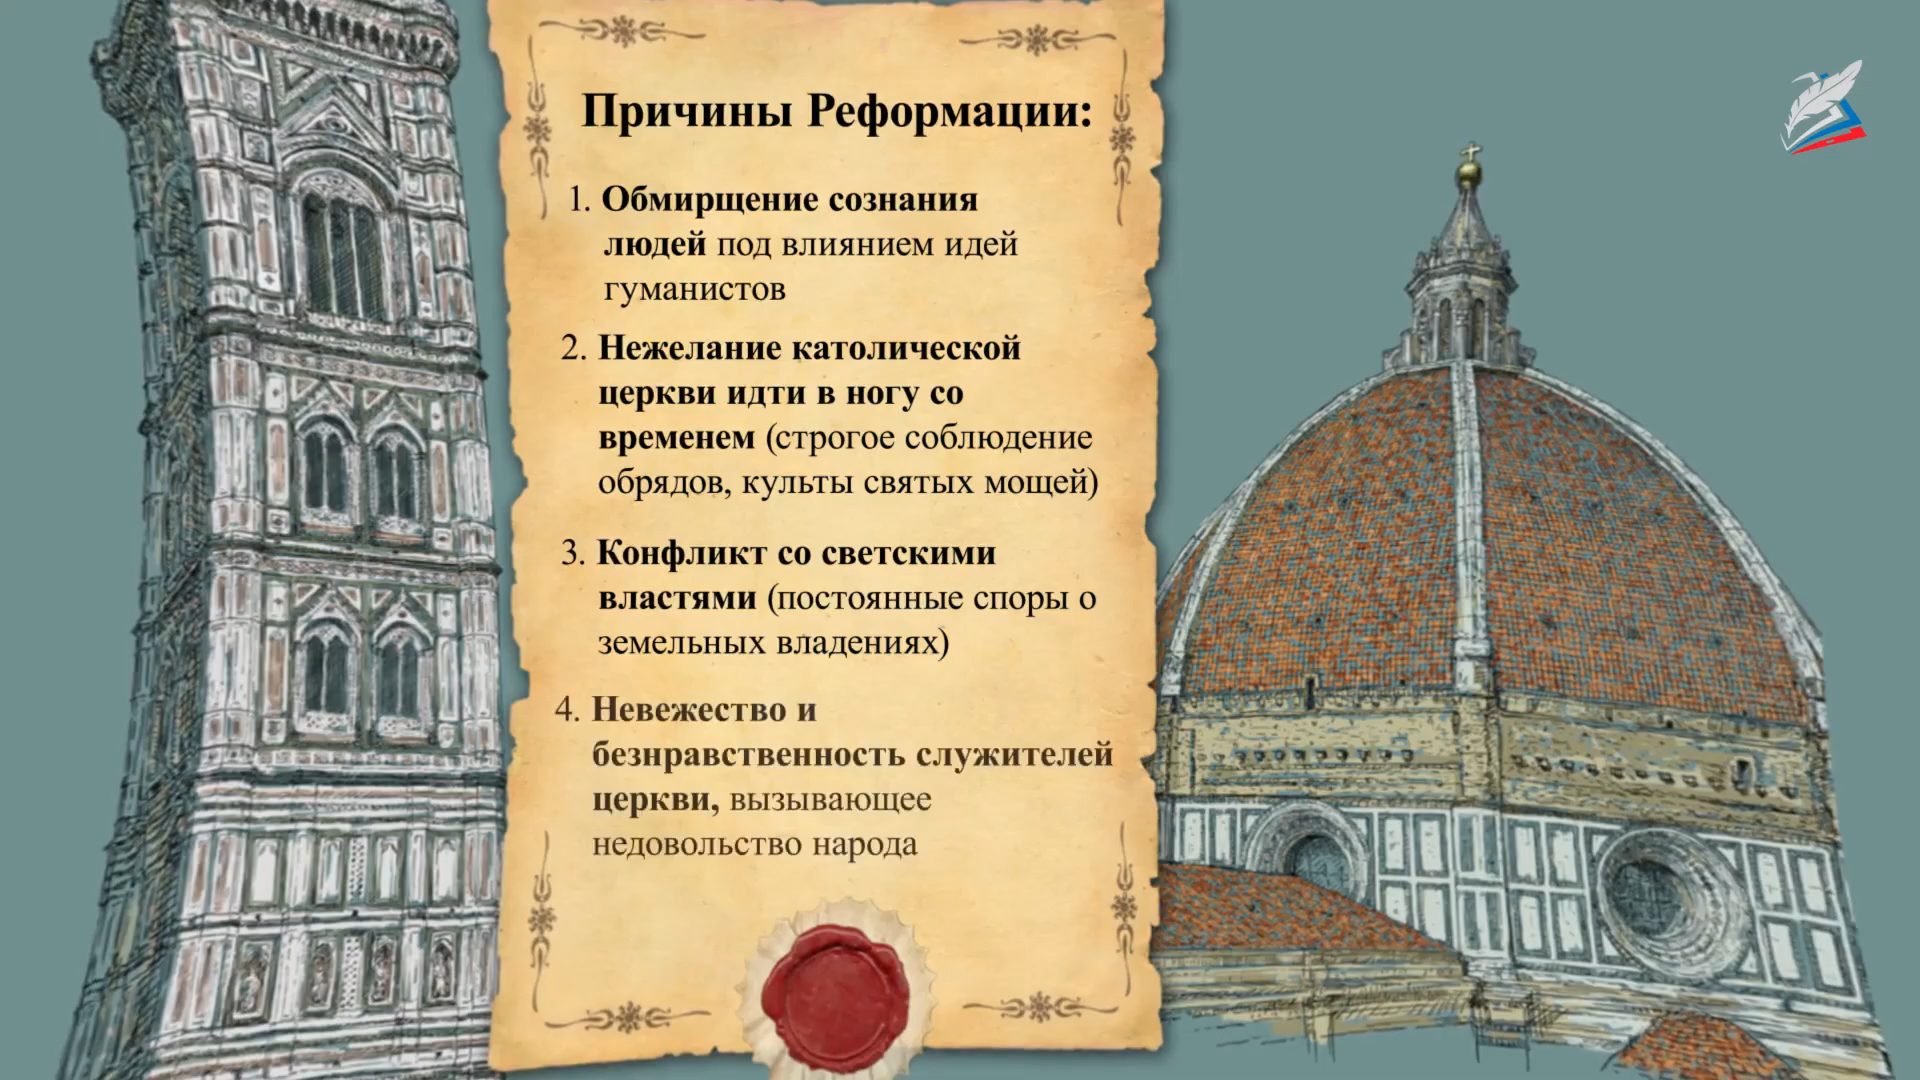 Причины Реформации:
1. Обмирщение сознания
людей под влиянием идей
гуманистов
2. Нежелание католической
церкви идти в ногу со
временем (строгое соблюдение
обрядов, культы святых мощей)
3. Конфликт со светскими
властями (постоянные споры о
земельных владениях)
4. Невежество и
безнравственность служителей
церкви, вызывающее
недовольство народа